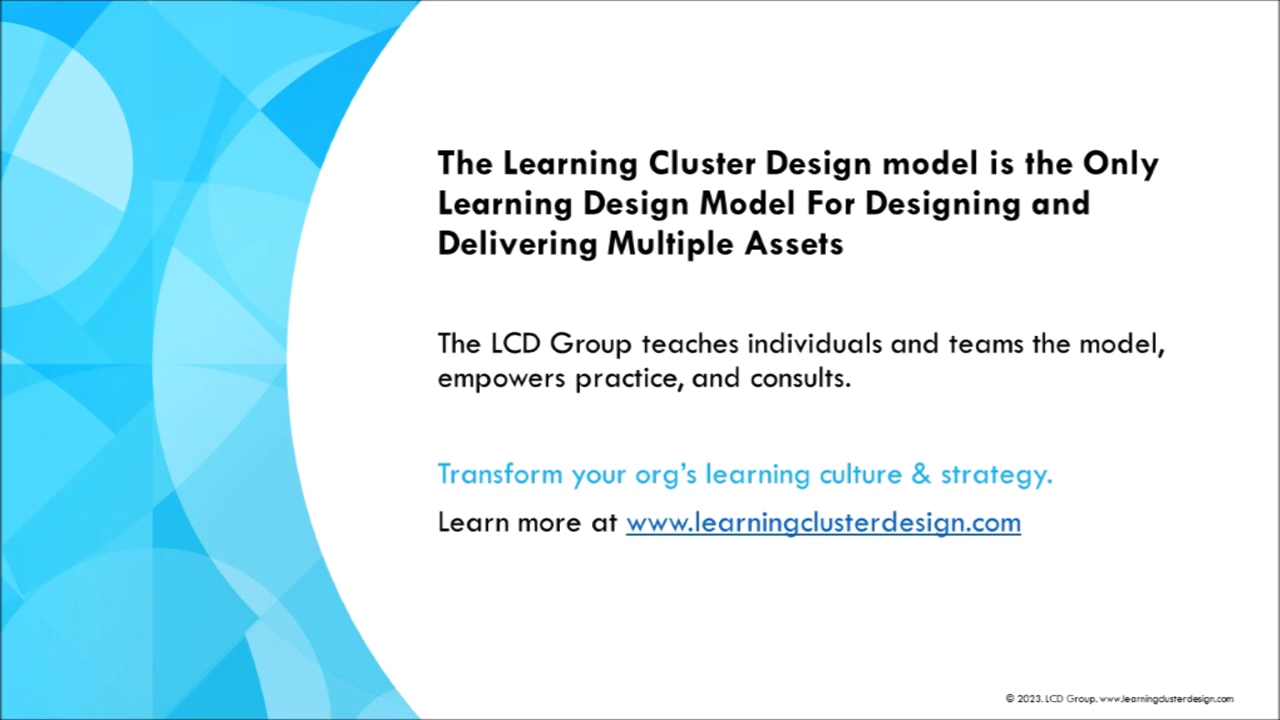 The Learning Cluster Design model is the Only
Learning Design Model For Designing and
Delivering Multiple Assets
The LCD Group teaches individuals and teams the model,
empowers practice, and consults.
Transform your org’s learning culture & strategy.
Learn more at www.learningclusterdesign.com
© 2023. LCD Group. www.learningclusterdesign.com